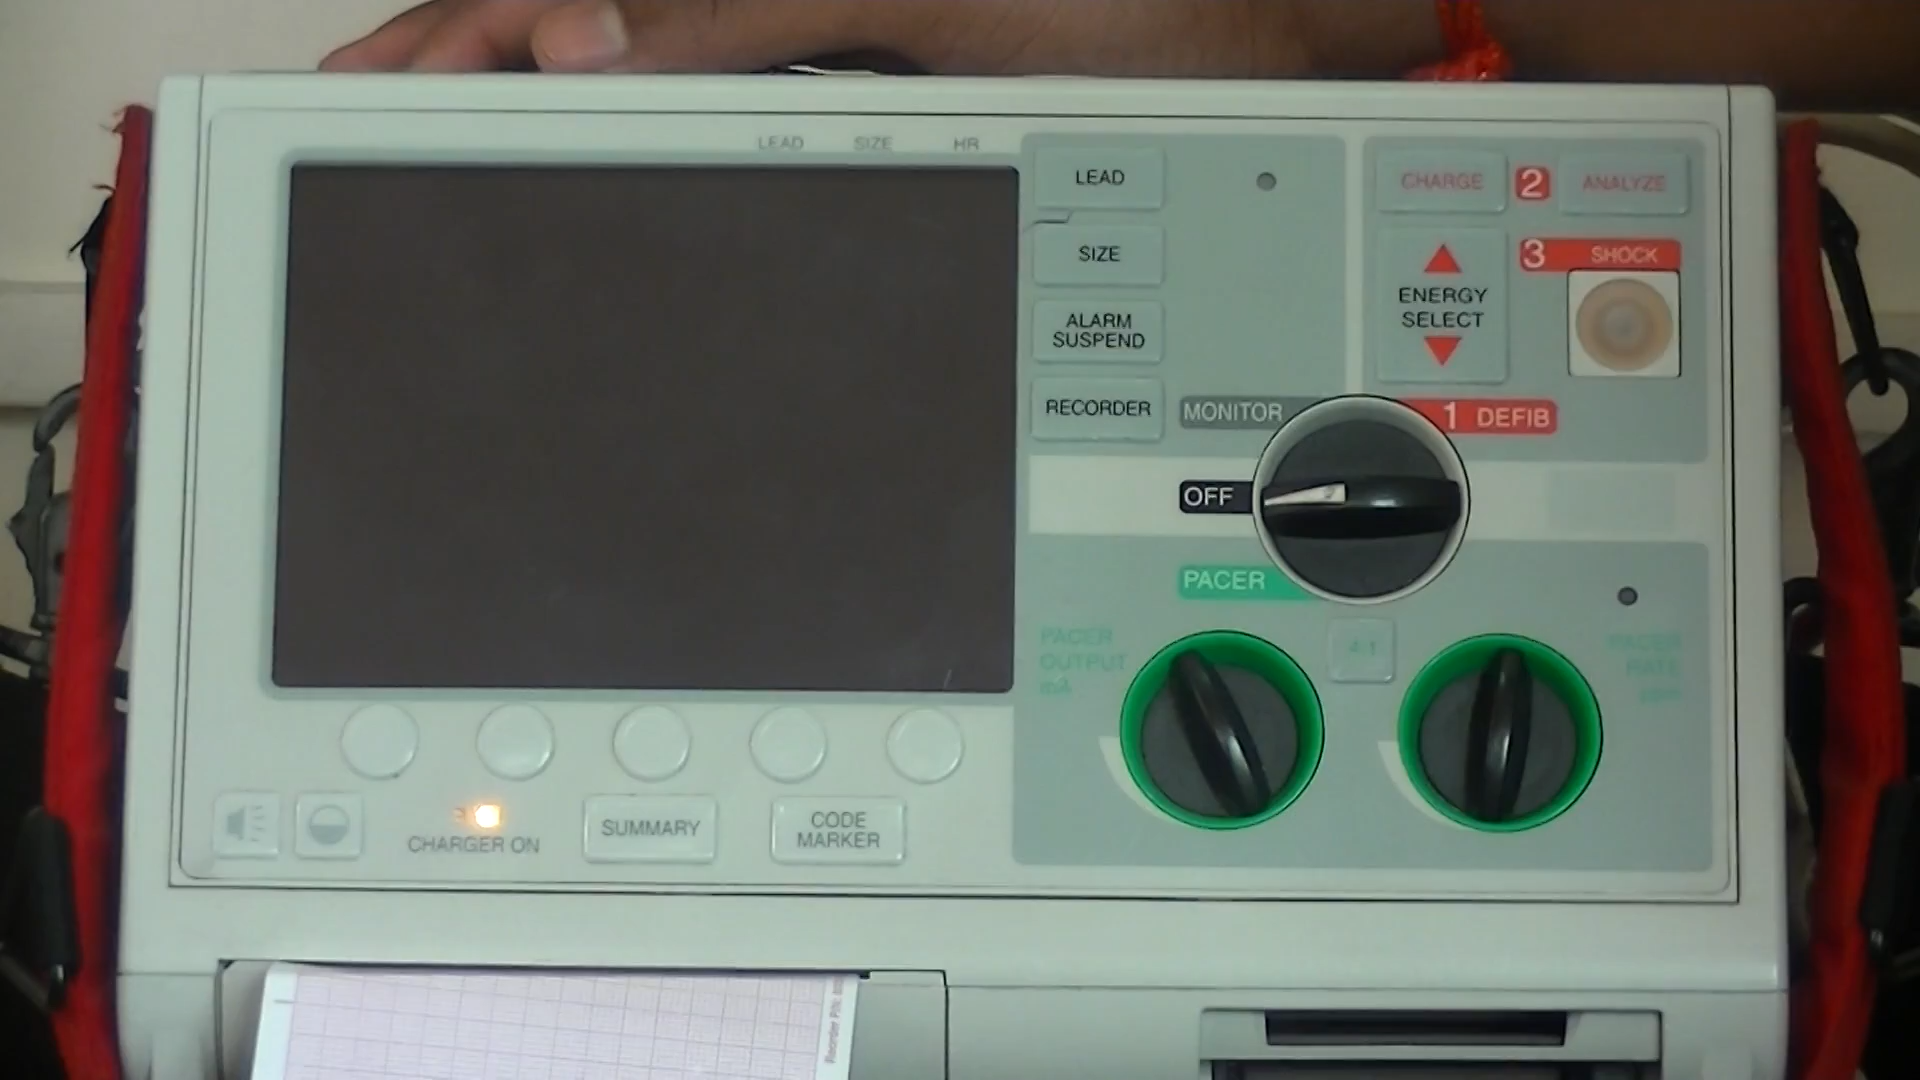 LEAD SIZE HR
LEAD
SIZE
ALARM
SUSPEND
RECORDER
CHARGE 2 ANALYZE
3 SHOCK
ENERGY
SELECT
MONITOR
1 DEFIB
OFF
PACER
PACER
OUTPUT
mA
4:1
PACER
RATE
ppm
CHARGER ON
SUMMARY
CODE
MARKER
Reorder P/N: